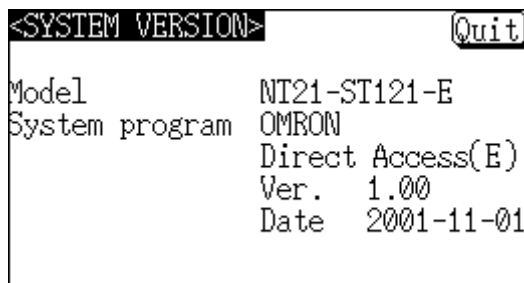 <SYSTEM VERSION> Quit
Model NT21-ST121-E
System program OMRON
Direct Access(E)
Ver. 1.00
Date 2001-11-01